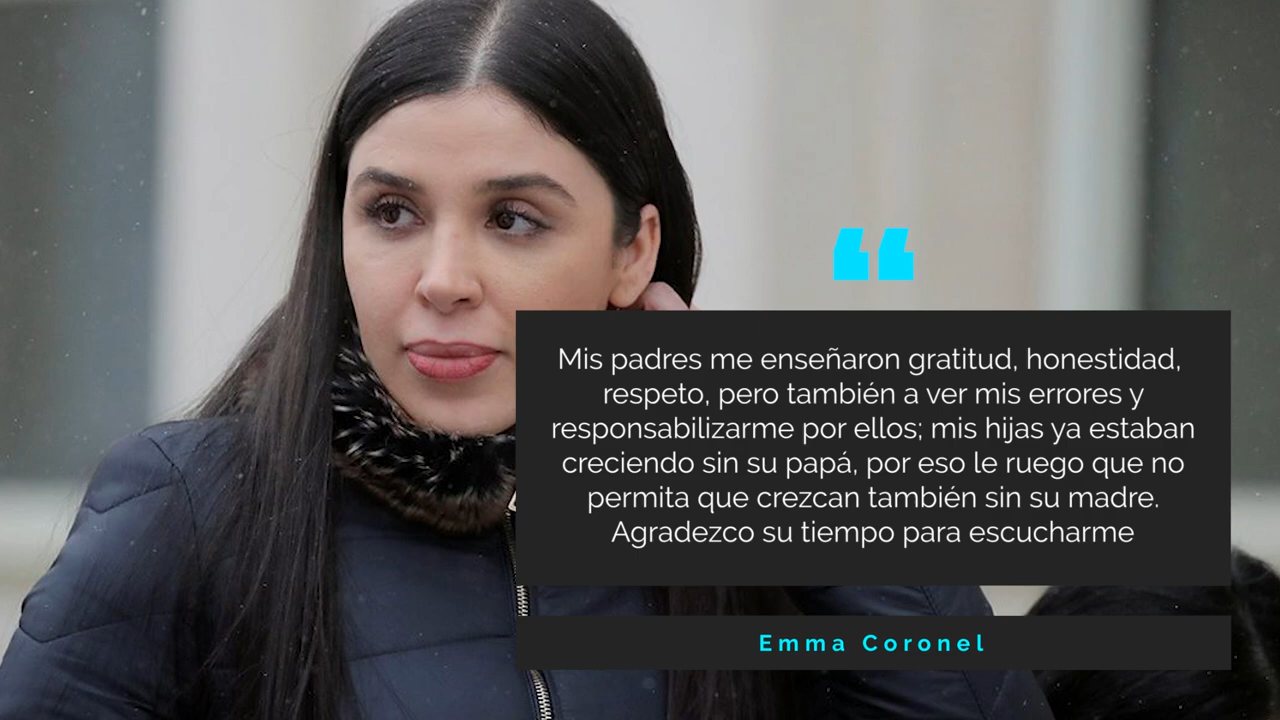 “
Mis padres me enseñaron gratitud, honestidad,
respeto, pero también a ver mis errores y
responsabilizarme por ellos; mis hijas ya estaban
creciendo sin su papá, por eso le ruego que no
permita que crezcan también sin su madre.
Agradezco su tiempo para escucharme
Emma Coronel